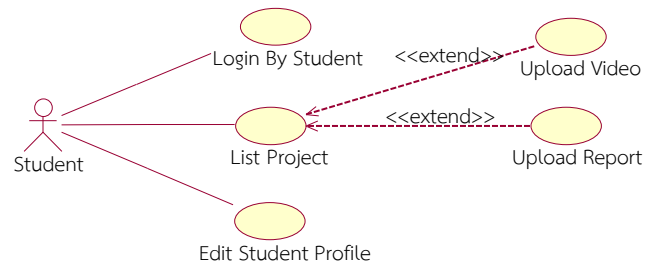 Login By Student
<<extend>>
Upload Video
<<extend>>
Student
List Project
Upload Report
Edit Student Profile